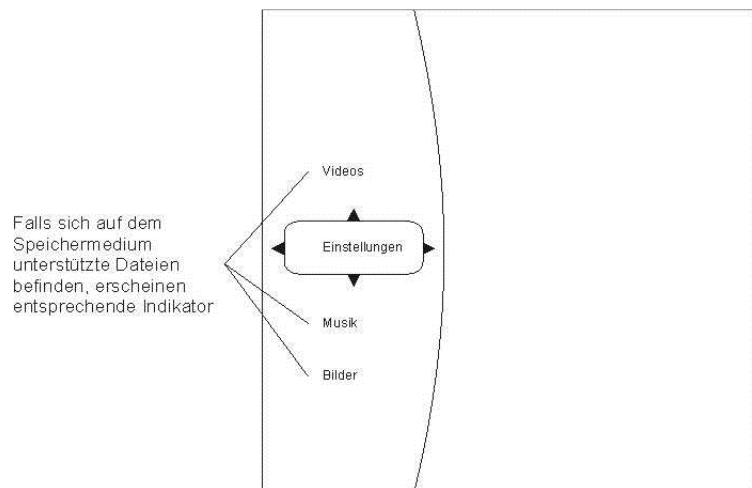 Videos
Einstellungen
Falls sich auf dem
Speichermedium
unterstützte Dateien
befinden, erscheinen
entsprechende Indikator
Musik
Bilder